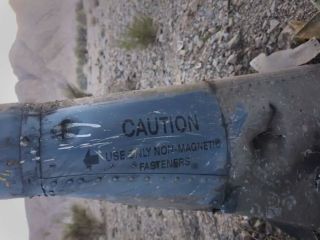 CAUTION
USE ONLY NON-MAGNETIC
FASTENERS